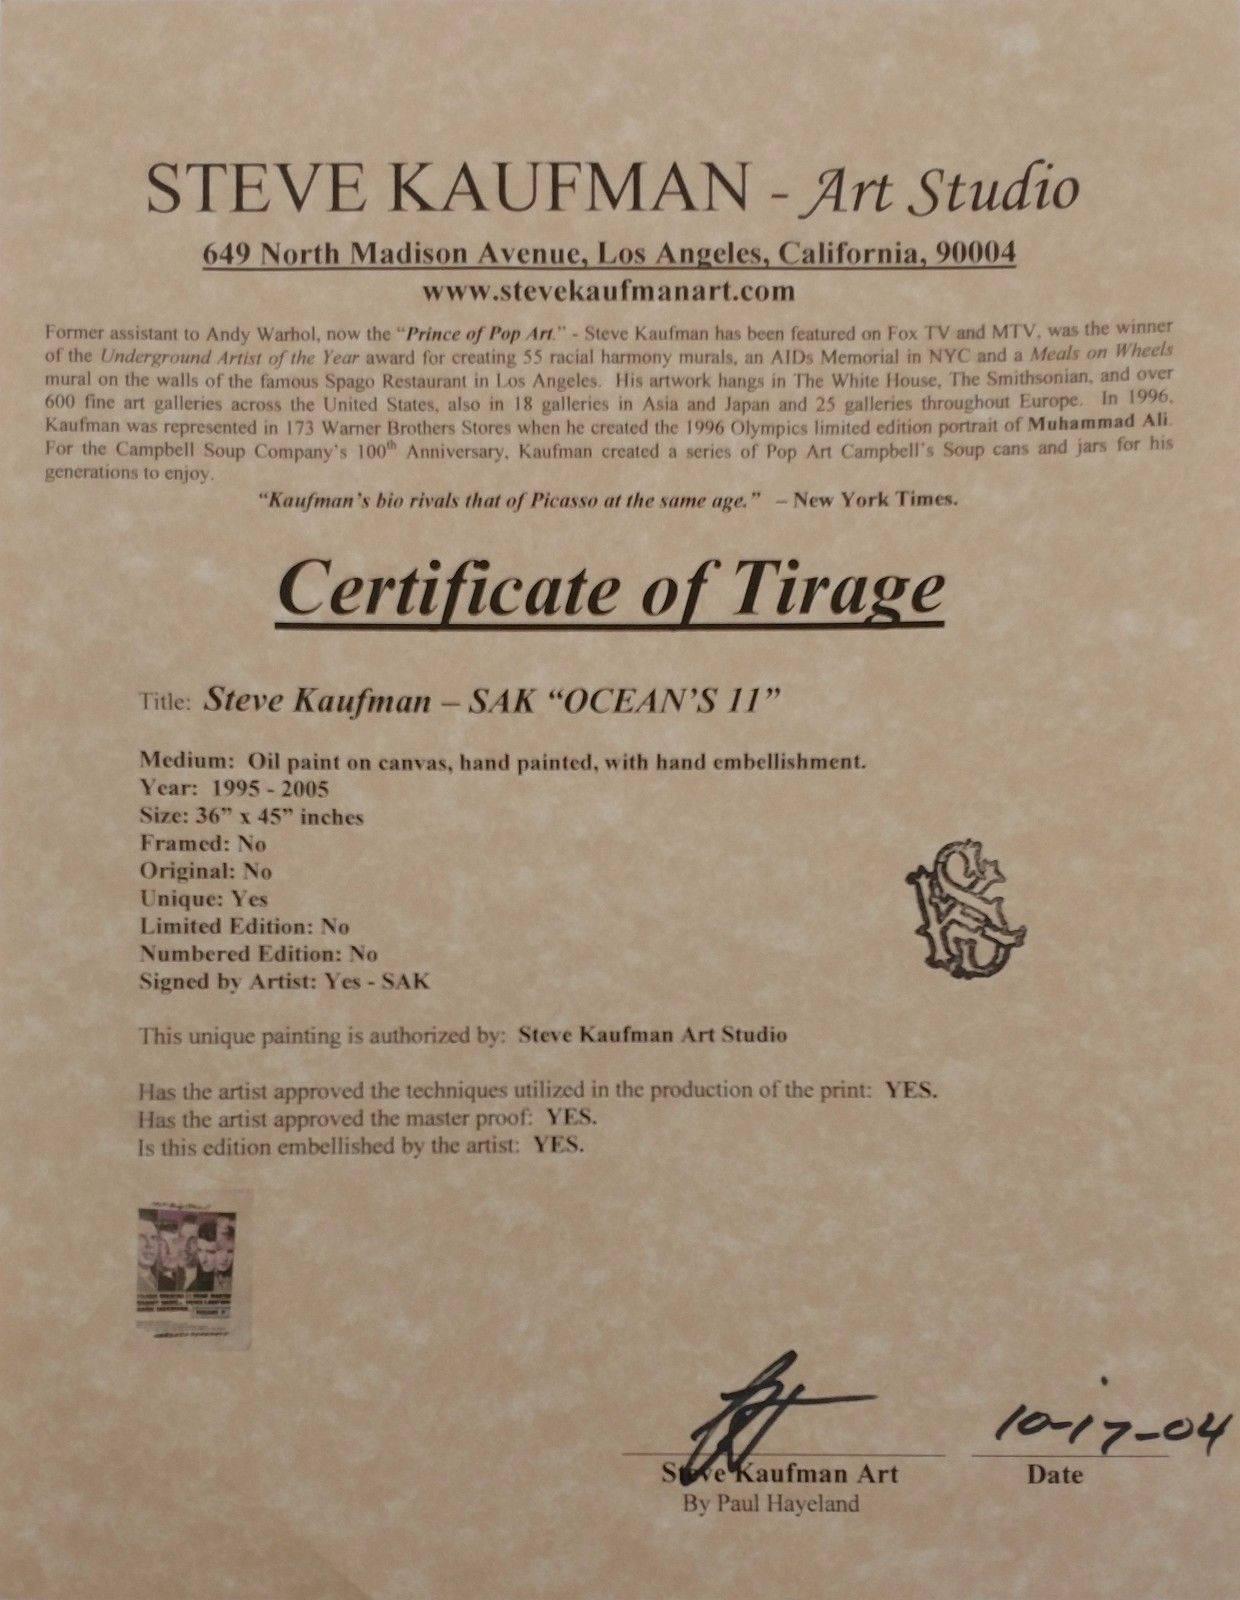 STEVE KAUFMAN - Art Studio
649 North Madison Avenue, Los Angeles, California, 90004
www.stevekaufmanart.com
Former assistant to Andy Warhol, now the “Prince of Pop Art.” - Steve Kaufman has been featured on Fox TV and MTV, was the winner
of the Underground Artist of the Year award for creating 55 racial harmony murals, an AIDs Memorial in NYC and a Meals on Wheels
mural on the walls of the famous Spago Restaurant in Los Angeles. His artwork hangs in The White House, The Smithsonian, and over
600 fine art galleries across the United States, also in 18 galleries in Asia and Japan and 25 galleries throughout Europe. In 1996,
Kaufman was represented in 173 Warner Brothers Stores when he created the 1996 Olympics limited edition portrait of Muhammad Ali.
For the Campbell Soup Company’s 100th Anniversary, Kaufman created a series of Pop Art Campbell’s Soup cans and jars for his
generations to enjoy.
“Kaufman’s bio rivals that of Picasso at the same age.” – New York Times.
Certificate of Tirage
Title: Steve Kaufman – SAK “OCEAN’S 11”
Medium: Oil paint on canvas, hand painted, with hand embellishment.
Year: 1995 - 2005
Size: 36” x 45” inches
Framed: No
Original: No
Unique: Yes
Limited Edition: No
Numbered Edition: No
Signed by Artist: Yes - SAK
This unique painting is authorized by: Steve Kaufman Art Studio
Has the artist approved the techniques utilized in the production of the print: YES.
Has the artist approved the master proof: YES.
Is this edition embellished by the artist: YES.
10-17-04
Steve Kaufman Art
Date
By Paul Hayeland